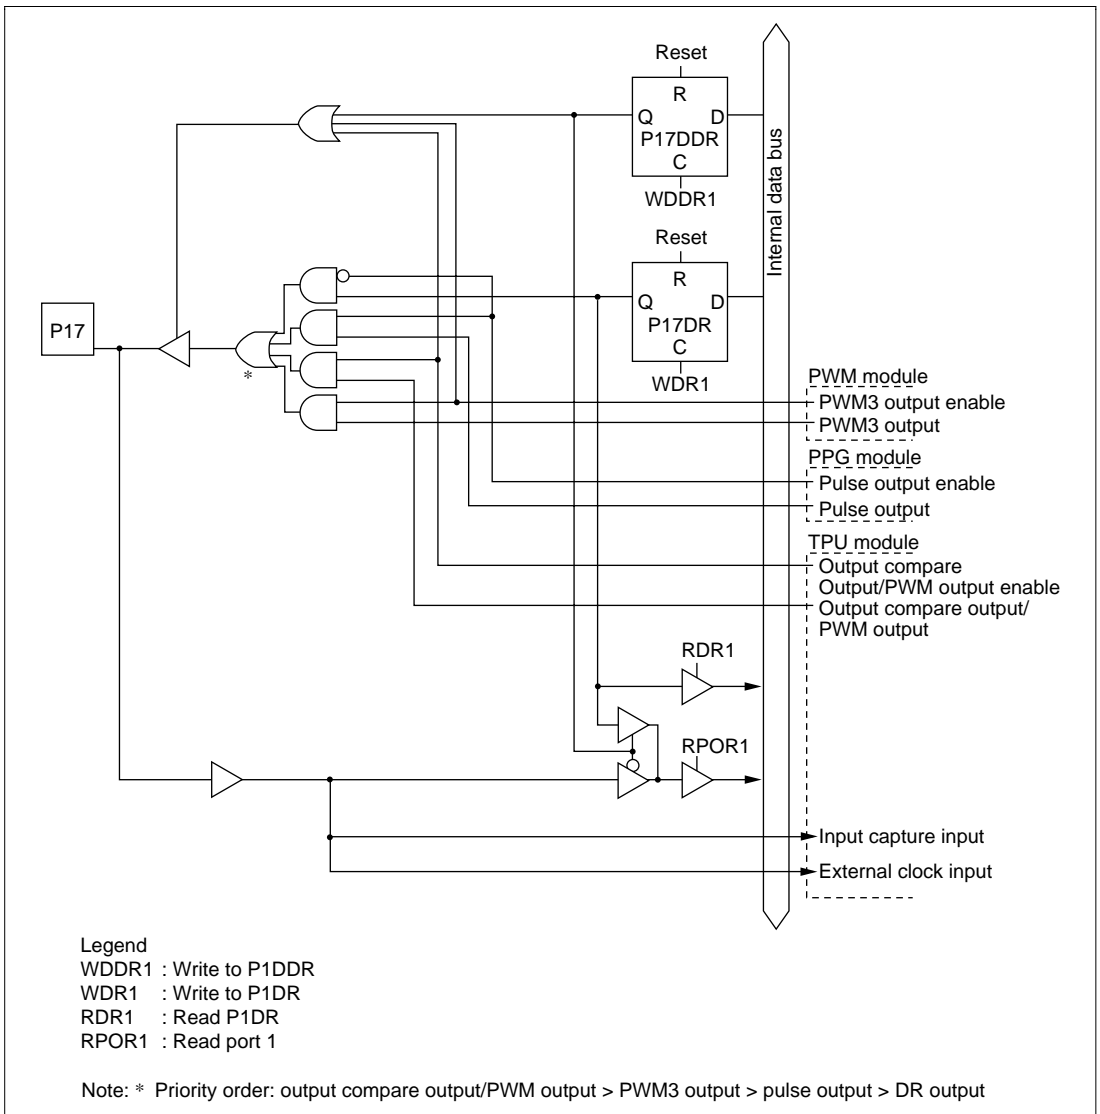 Reset
R
Q D
P17DDR
C
WDDR1
Internal data bus
Reset
R
Q D
P17DR
C
WDR1
P17
*
PWM module
PWM3 output enable
PWM3 output
PPG module
Pulse output enable
Pulse output
TPU module
Output compare
Output/PWM output enable
Output compare output/
PWM output
RDR1
RPOR1
Input capture input
External clock input
Legend
WDDR1 : Write to P1DDR
WDR1 : Write to P1DR
RDR1 : Read P1DR
RPOR1 : Read port 1
Note: * Priority order: output compare output/PWM output > PWM3 output > pulse output > DR output